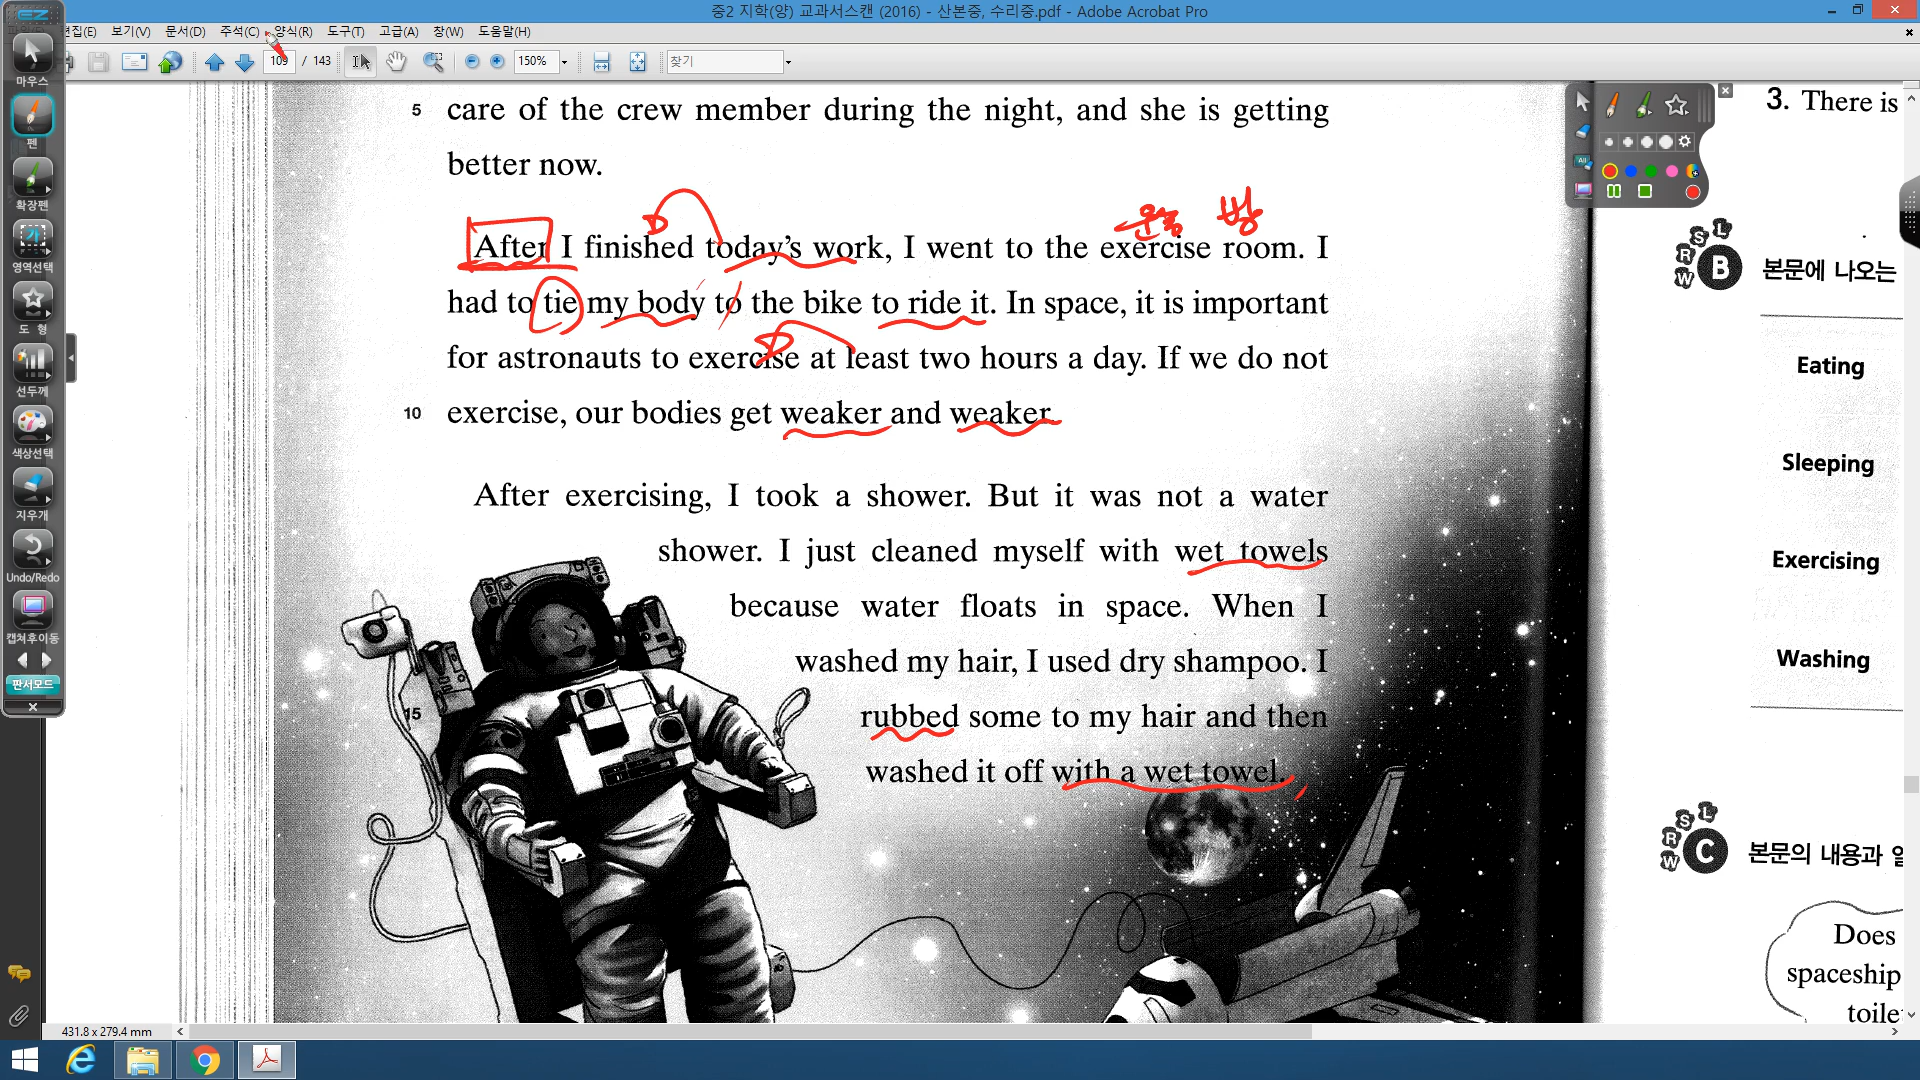 중2 지학(양) 교과서스캔 (2016) - 산본중, 수리중.pdf - Adobe Acrobat Pro
편집(E) 보기(V) 문서(D) 주석(C) 양식(R) 도구(T) 고급(A) 창(W) 도움말(H)
109 / 143 150% 찾기
마우스
펜
확장펜
가
영역선택
도 형
선두께
색상선택
지우개
Undo/Redo
캡쳐후이동
판서모드
5 care of the crew member during the night, and she is getting
better now.
운동 방
After I finished today's work, I went to the exercise room. I
had to tie my body to the bike to ride it. In space, it is important
for astronauts to exercise at least two hours a day. If we do not
10 exercise, our bodies get weaker and weaker.
After exercising, I took a shower. But it was not a water
shower. I just cleaned myself with wet towels
because water floats in space. When I
washed my hair, I used dry shampoo. I
15 rubbed some to my hair and then
washed it off with a wet towel.
All
3. There is
W R S L B 본문에 나오는
Eating
Sleeping
Exercising
Washing
W R S L C 본문의 내용과 일
Does
spaceship
toile
431.8 x 279.4 mm